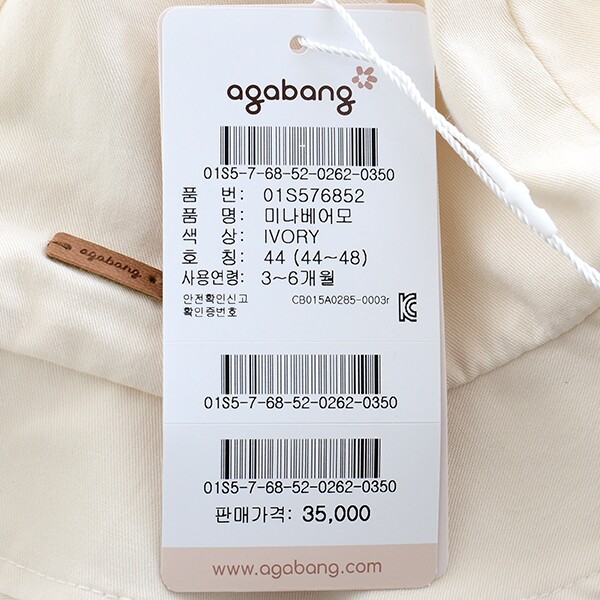 agabang
01S5-7-68-52-0262-0350
품 번: 01S576852
품 명: 미나베어모
색 상: IVORY
호 칭: 44 (44~48)
사용연령: 3~6개월
안전확인신고 CB015A0285-0003r
확인증번호
agabang
01S5-7-68-52-0262-0350
01S5-7-68-52-0262-0350
판매가격: 35,000
www.agabang.com